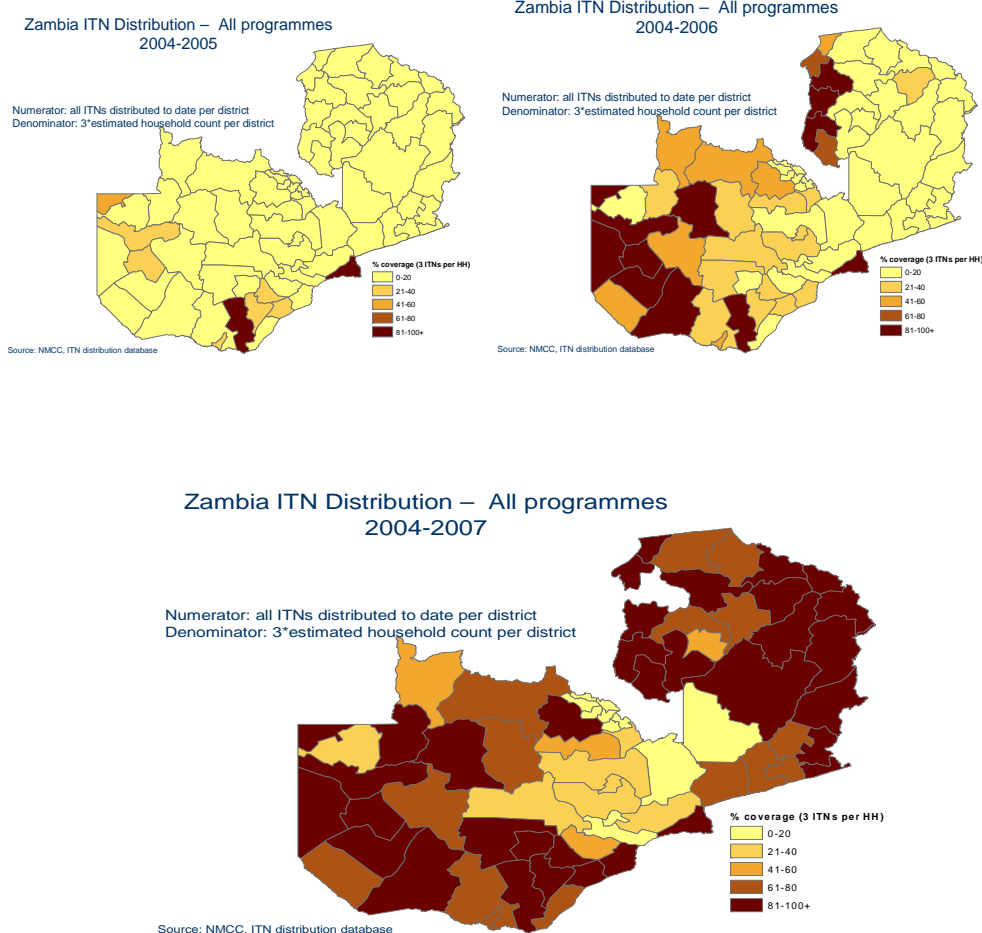 Zambia ITN Distribution – All programmes
2004-2005
Numerator: all ITNs distributed to date per district
Denominator: 3*estimated household count per district
% coverage (3 ITNs per HH)
0-20
21-40
41-60
61-80
81-100+
Source: NMCC, ITN distribution database
Zambia ITN Distribution – All programmes
2004-2006
Numerator: all ITNs distributed to date per district
Denominator: 3*estimated household count per district
% coverage (3 ITNs per HH)
0-20
21-40
41-60
61-80
81-100+
Source: NMCC, ITN distribution database
Zambia ITN Distribution – All programmes
2004-2007
Numerator: all ITNs distributed to date per district
Denominator: 3*estimated household count per district
% coverage (3 ITNs per HH)
0-20
21-40
41-60
61-80
81-100+
Source: NMCC, ITN distribution database